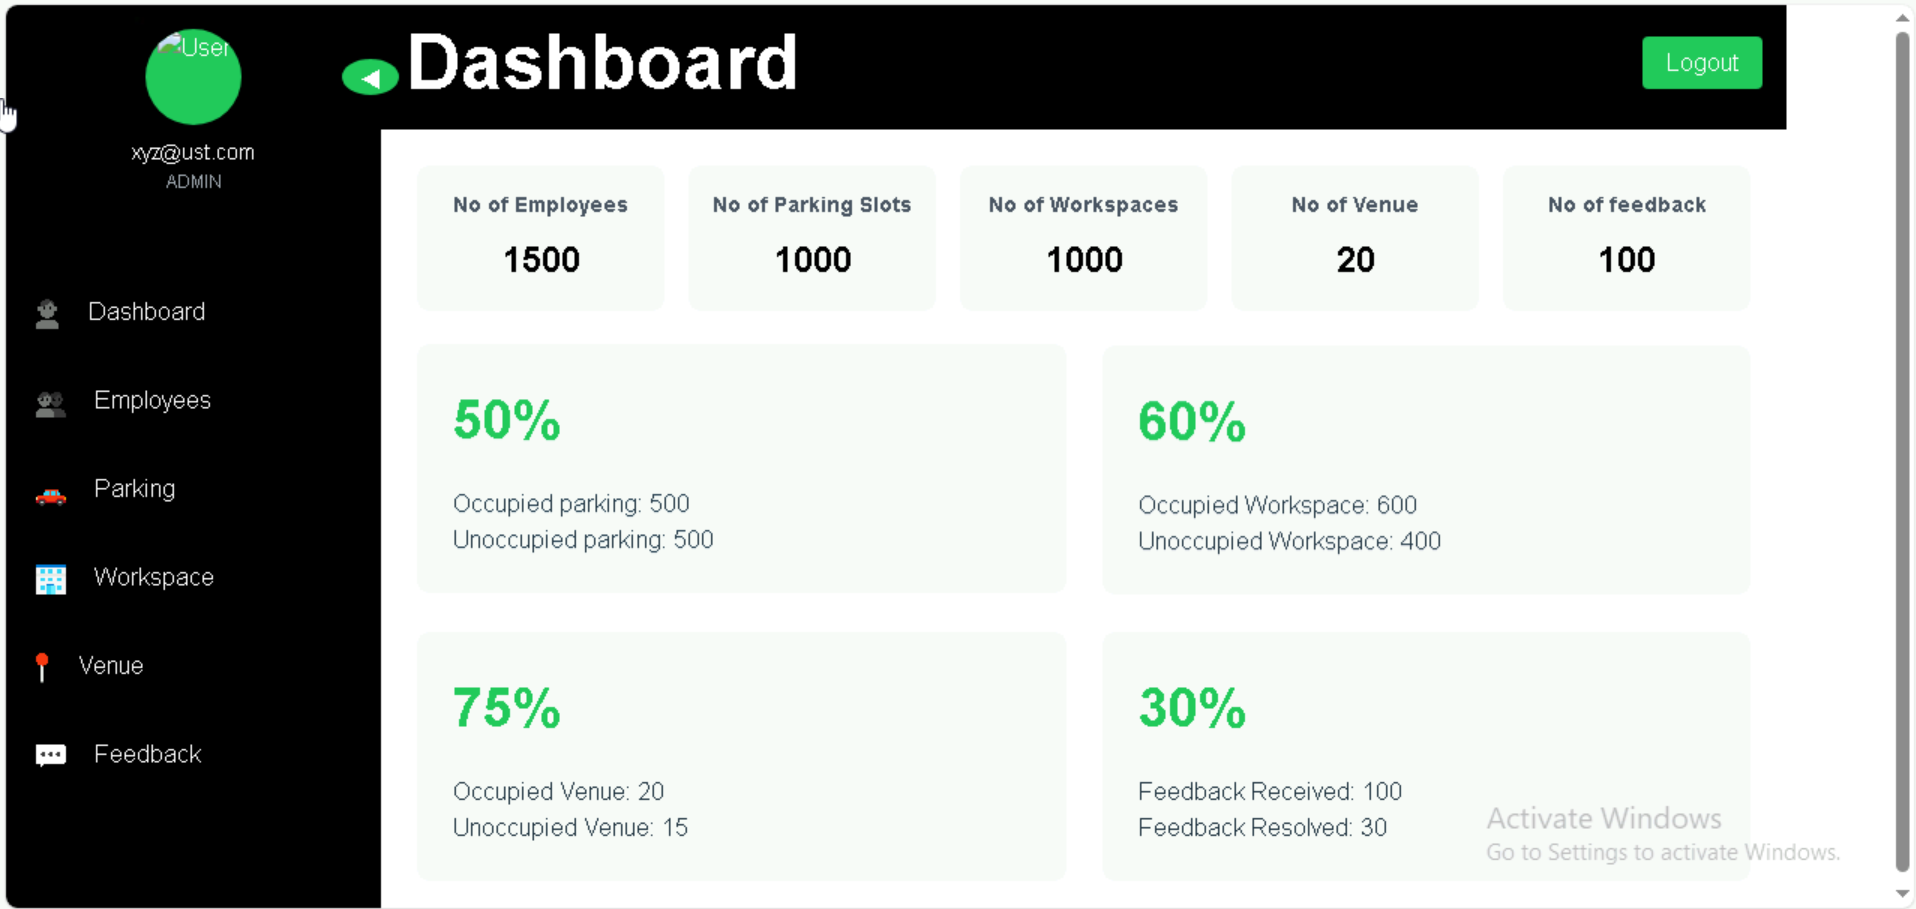 User
xyz@ust.com
ADMIN
Dashboard
Employees
Parking
Workspace
Venue
Feedback
Dashboard
Logout
No of Employees
1500
No of Parking Slots
1000
No of Workspaces
1000
No of Venue
20
No of feedback
100
50%
Occupied parking: 500
Unoccupied parking: 500
60%
Occupied Workspace: 600
Unoccupied Workspace: 400
75%
Occupied Venue: 20
Unoccupied Venue: 15
30%
Feedback Received: 100
Feedback Resolved: 30
Activate Windows
Go to Settings to activate Windows.